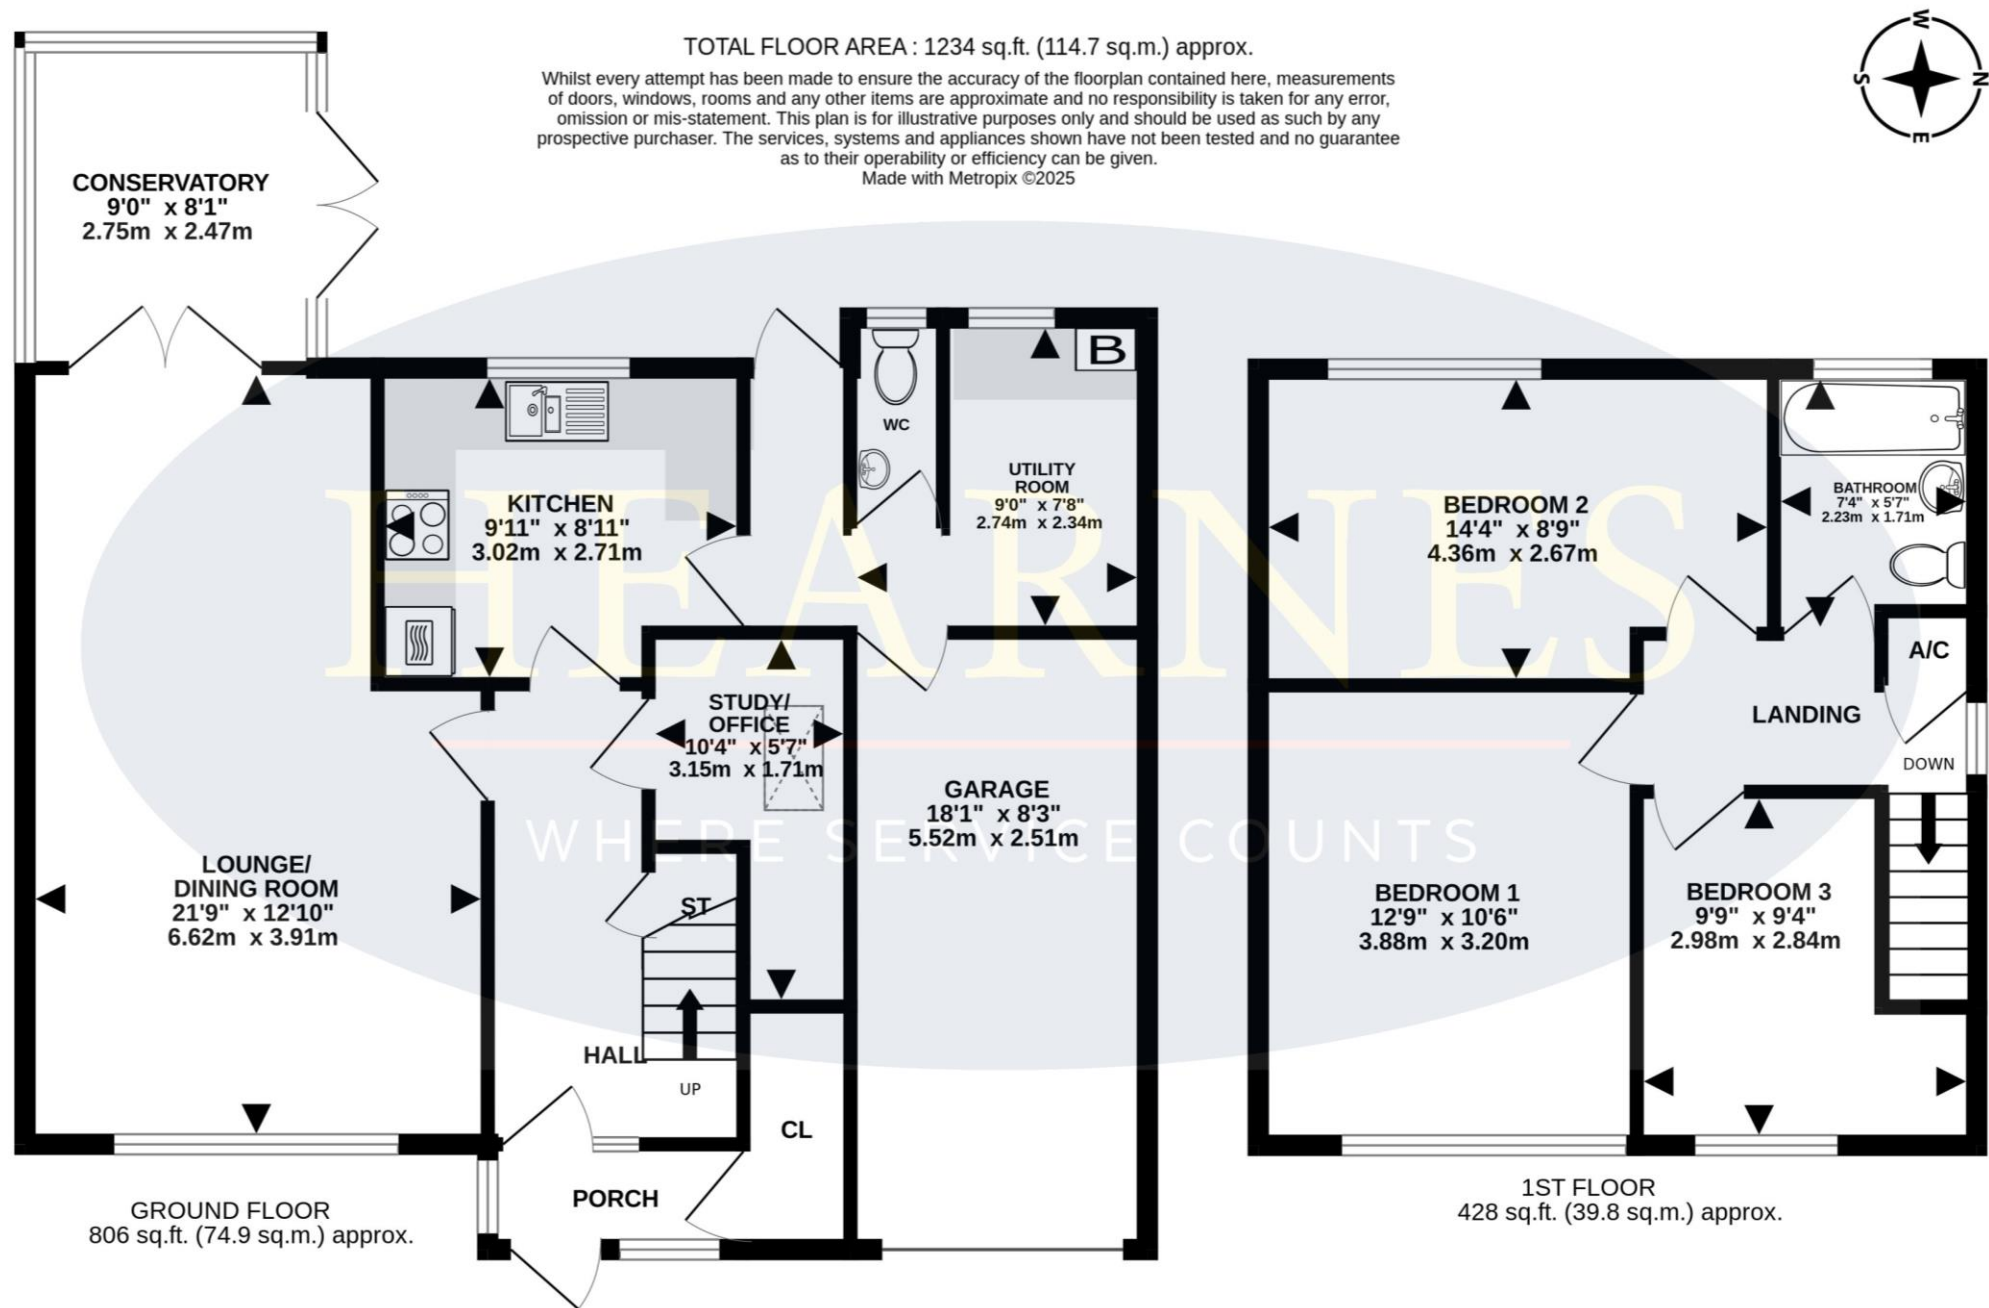 TOTAL FLOOR AREA : 1234 sq.ft. (114.7 sq.m.) approx.
Whilst every attempt has been made to ensure the accuracy of the floorplan contained here, measurements
of doors, windows, rooms and any other items are approximate and no responsibility is taken for any error,
omission or mis-statement. This plan is for illustrative purposes only and should be used as such by any
prospective purchaser. The services, systems and appliances shown have not been tested and no guarantee
as to their operability or efficiency can be given.
Made with Metropix ©2025
W
N
E
S
CONSERVATORY
9'0" x 8'1"
2.75m x 2.47m
KITCHEN
9'11" x 8'11"
3.02m x 2.71m
WC
B
UTILITY
ROOM
9'0" x 7'8"
2.74m x 2.34m
STUDY/
OFFICE
10'4" x 5'7"
3.15m x 1.71m
GARAGE
18'1" x 8'3"
5.52m x 2.51m
LOUNGE/
DINING ROOM
21'9" x 12'10"
6.62m x 3.91m
ST
HALL
UP
CL
PORCH
GROUND FLOOR
806 sq.ft. (74.9 sq.m.) approx.
BEDROOM 2
14'4" x 8'9"
4.36m x 2.67m
BATHROOM
7'4" x 5'7"
2.23m x 1.71m
A/C
LANDING
DOWN
BEDROOM 1
12'9" x 10'6"
3.88m x 3.20m
BEDROOM 3
9'9" x 9'4"
2.98m x 2.84m
1ST FLOOR
428 sq.ft. (39.8 sq.m.) approx.
HEARNES
WHERE SERVICE COUNTS